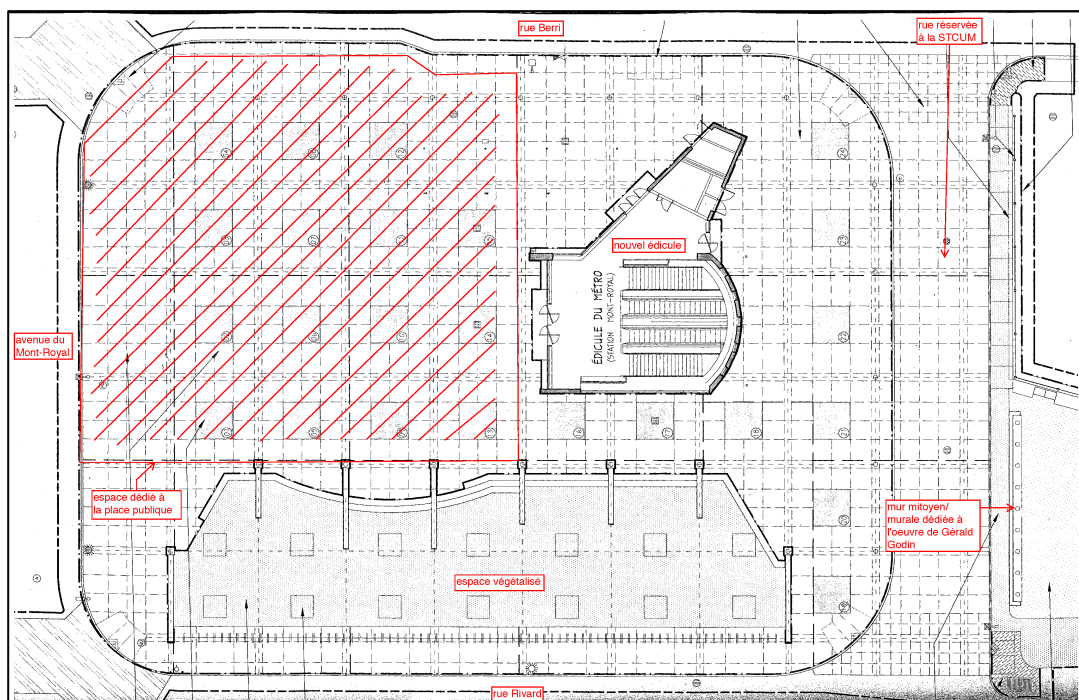 rue Berri
rue réservée
à la STCUM
nouvel édicule
ÉDICULE DU MÉTRO
(STATION MONT-ROYAL)
avenue du
Mont-Royal
espace dédié à
la place publique
mur mitoyen/
murale dédiée à
l'oeuvre de Gérald
Godin
espace végétalisé
rue Rivard